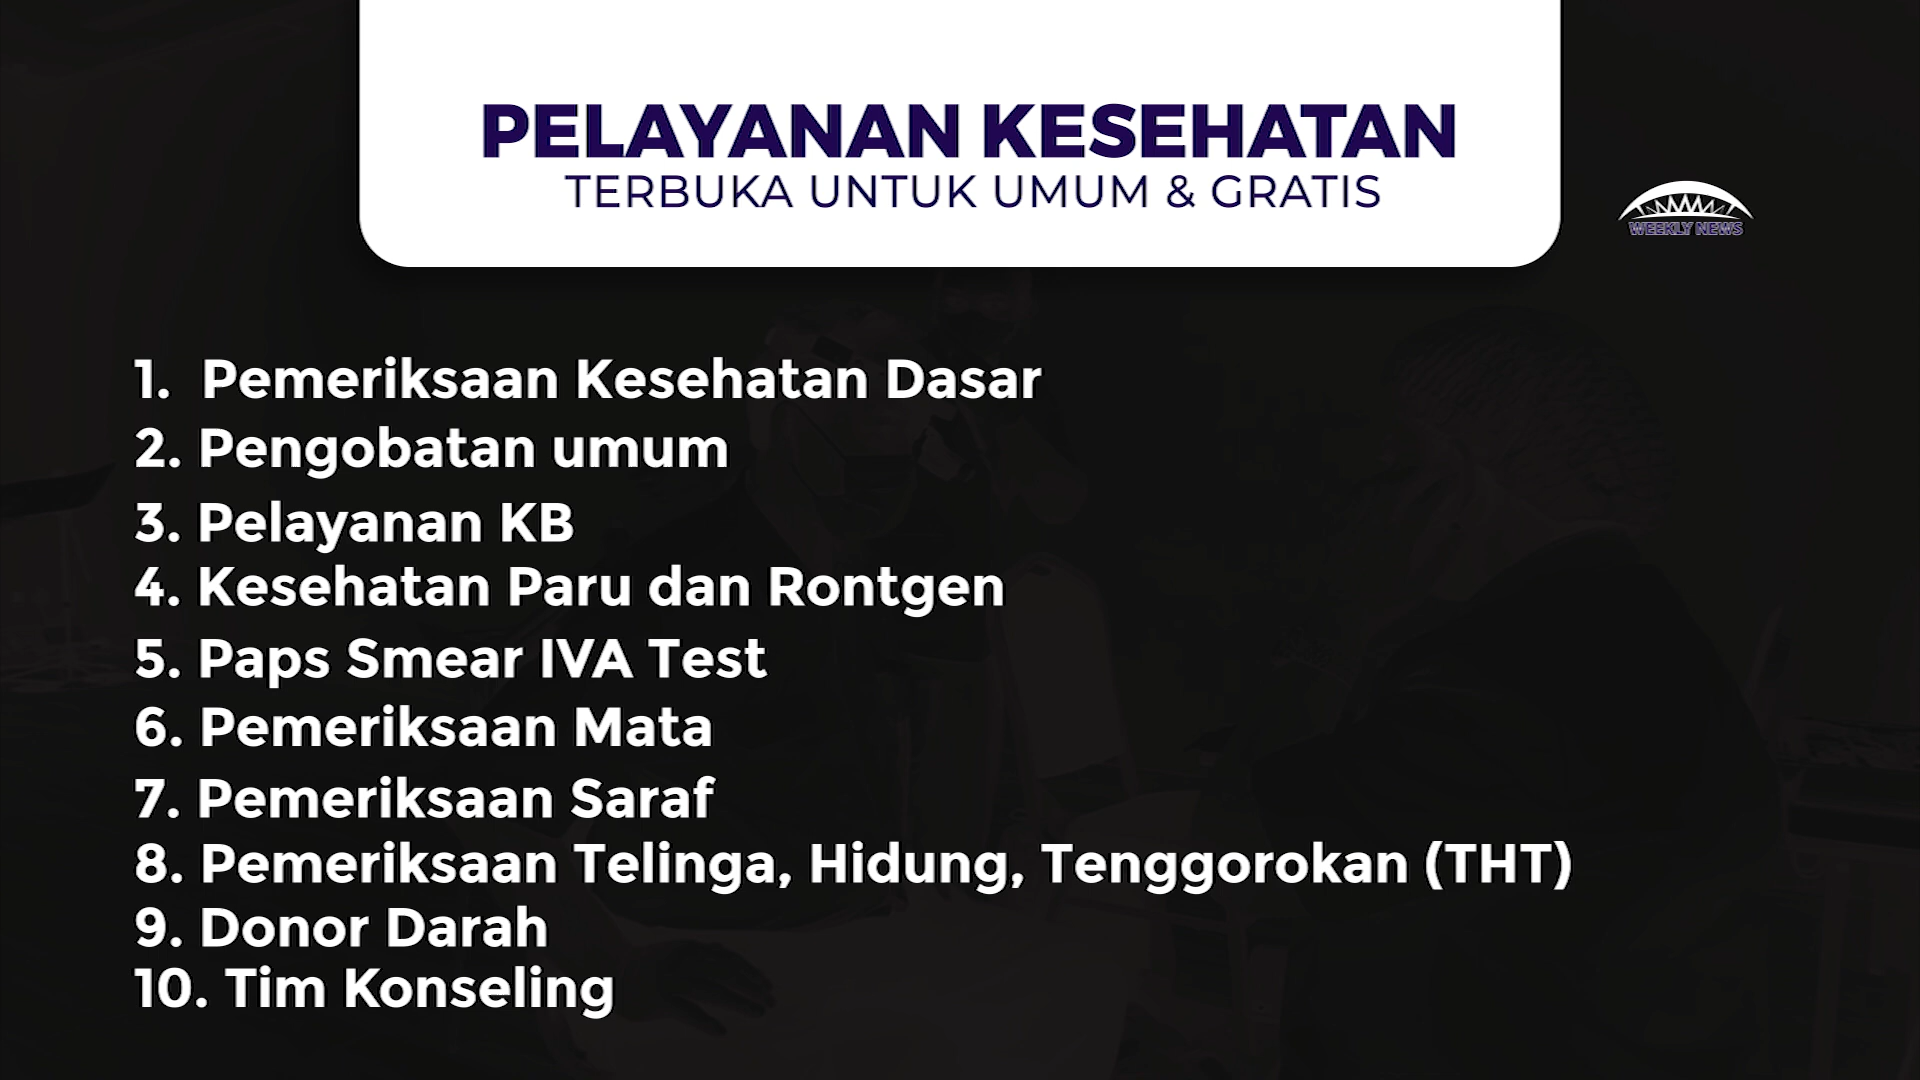 PELAYANAN KESEHATAN
TERBUKA UNTUK UMUM & GRATIS
WEEKLY NEWS
1. Pemeriksaan Kesehatan Dasar
2. Pengobatan umum
3. Pelayanan KB
4. Kesehatan Paru dan Rontgen
5. Paps Smear IVA Test
6. Pemeriksaan Mata
7. Pemeriksaan Saraf
8. Pemeriksaan Telinga, Hidung, Tenggorokan (THT)
9. Donor Darah
10. Tim Konseling